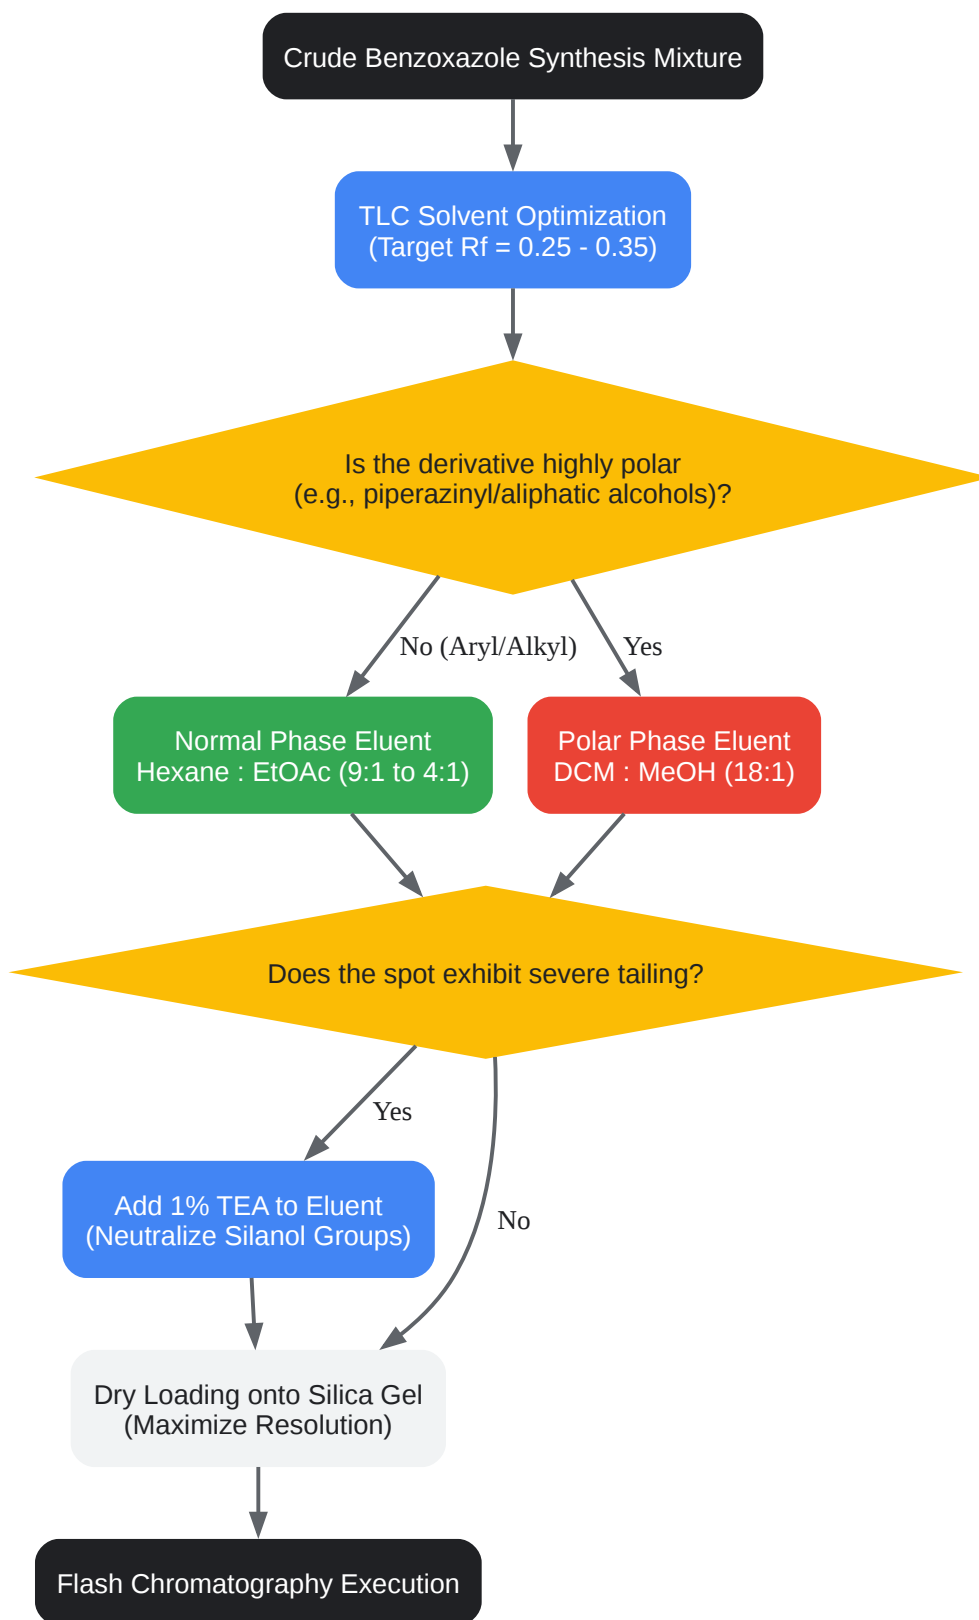 Crude Benzoxazole Synthesis Mixture
TLC Solvent Optimization
(Target Rf = 0.25 - 0.35)
Is the derivative highly polar
(e.g., piperazinyl/aliphatic alcohols)?
No (Aryl/Alkyl)
Yes
Normal Phase Eluent
Hexane : EtOAc (9:1 to 4:1)
Polar Phase Eluent
DCM : MeOH (18:1)
Does the spot exhibit severe tailing?
Yes
Add 1% TEA to Eluent
(Neutralize Silanol Groups)
No
Dry Loading onto Silica Gel
(Maximize Resolution)
Flash Chromatography Execution